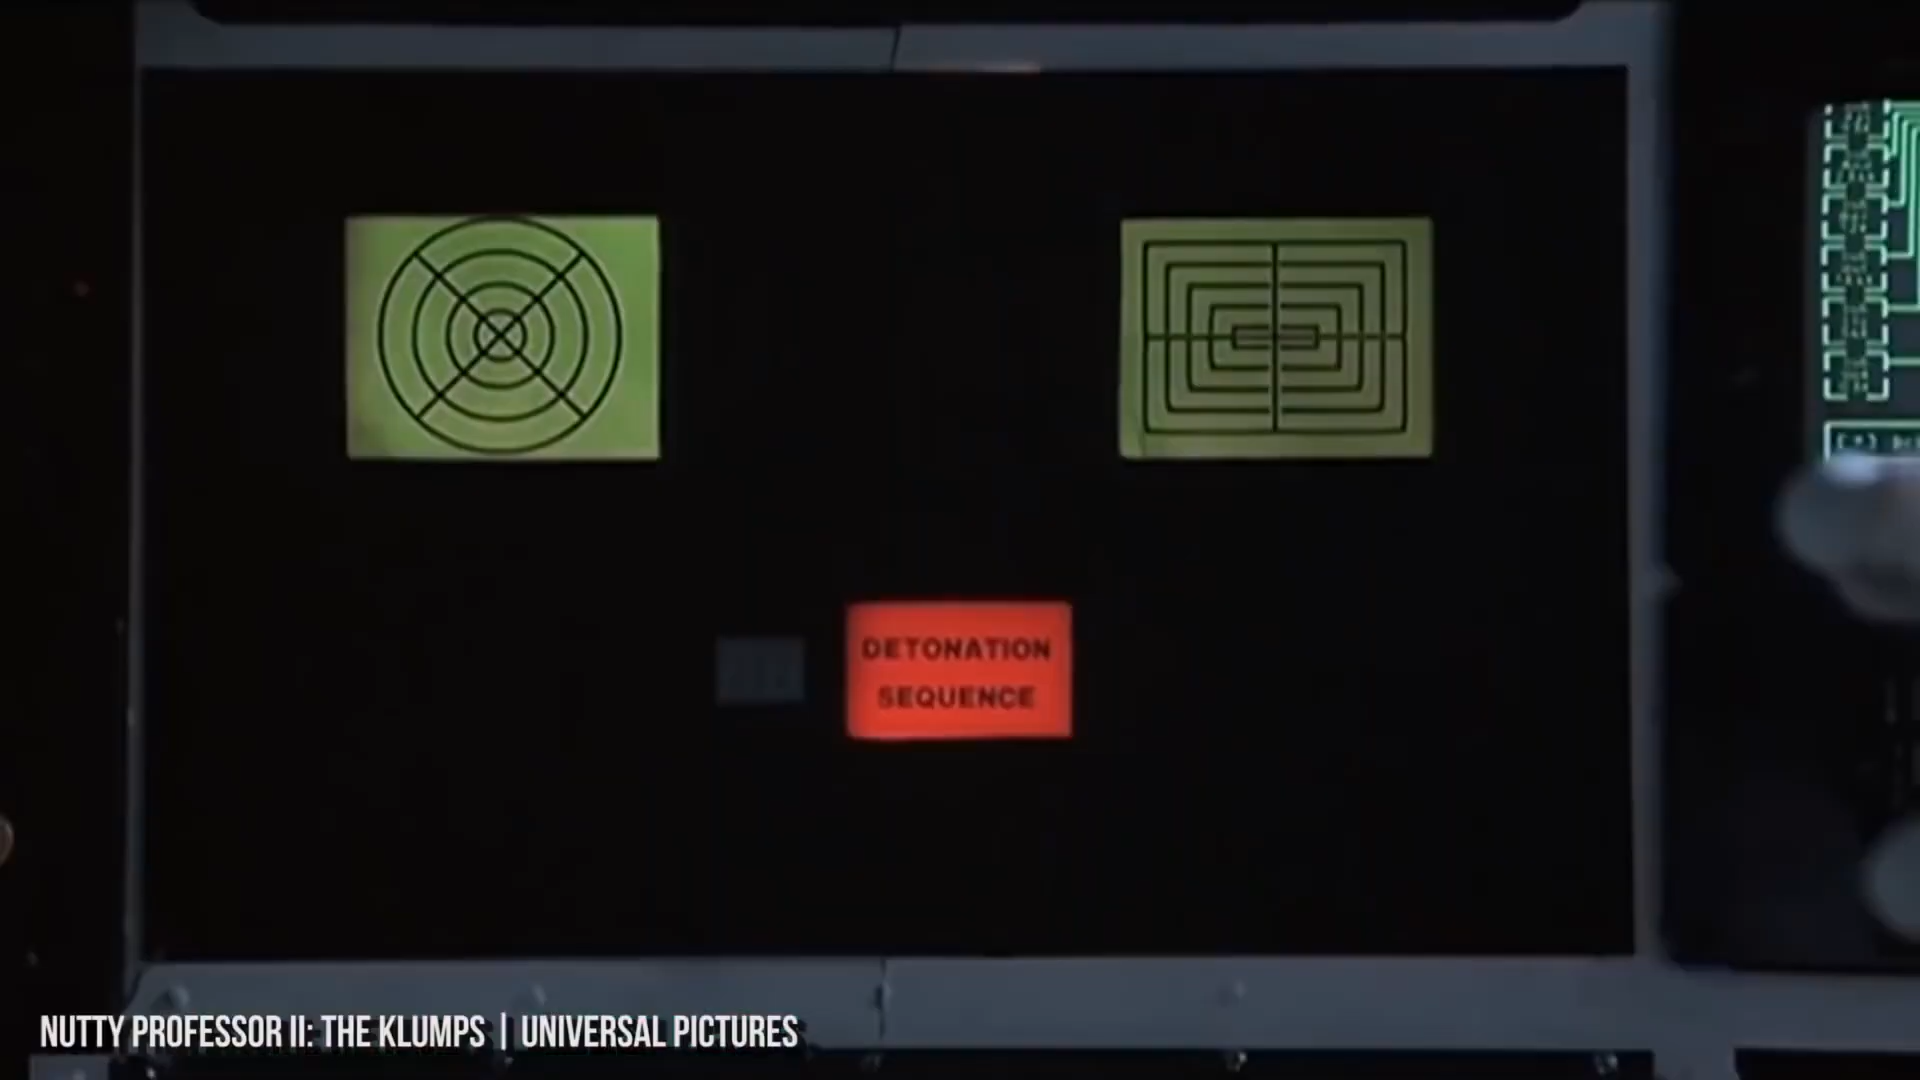 DETONATION
SEQUENCE
NUTTY PROFESSOR II: THE KLUMPS | UNIVERSAL PICTURES